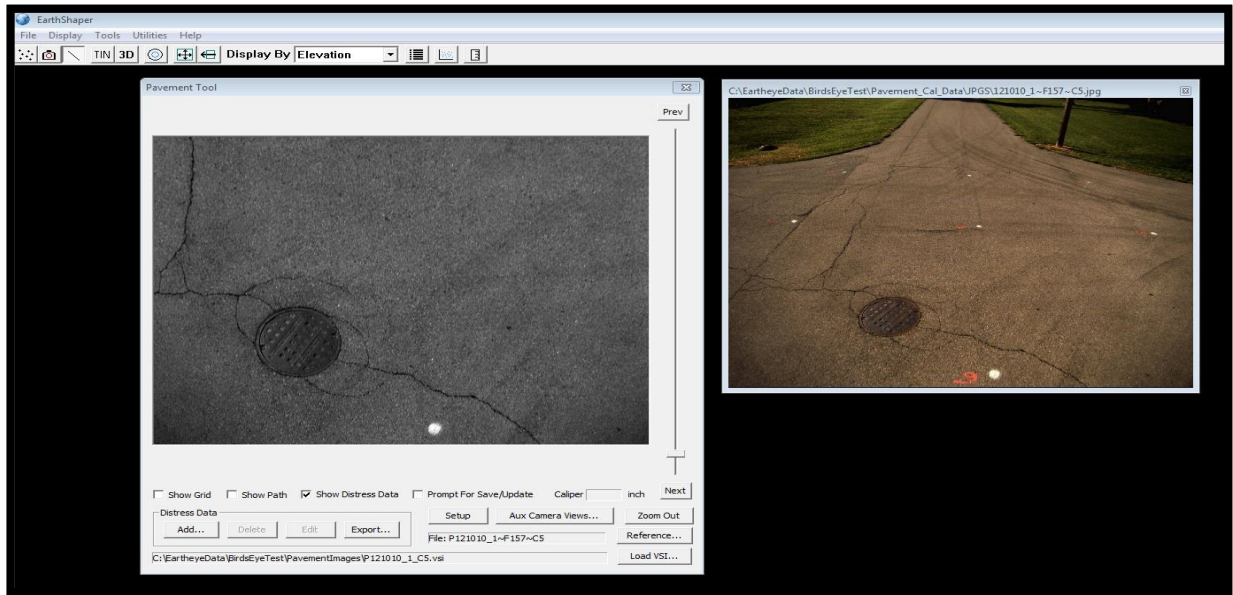 EarthShaper
File Display Tools Utilities Help
TIN 3D Display By Elevation
Pavement Tool
Prev
Show Grid Show Path Show Distress Data Prompt For Save/Update Caliper inch Next
Distress Data
Add... Delete Edit Export...
Setup Aux Camera Views... Zoom Out
File: P121010_1~F157~C5 Reference...
C:\EartheyeData\BirdsEyeTest\PavementImages\P121010_1_C5.vsi Load VSI...
C:\EartheyeData\BirdsEyeTest\Pavement_Cal_Data\JPGS\121010_1~F157~C5.jpg